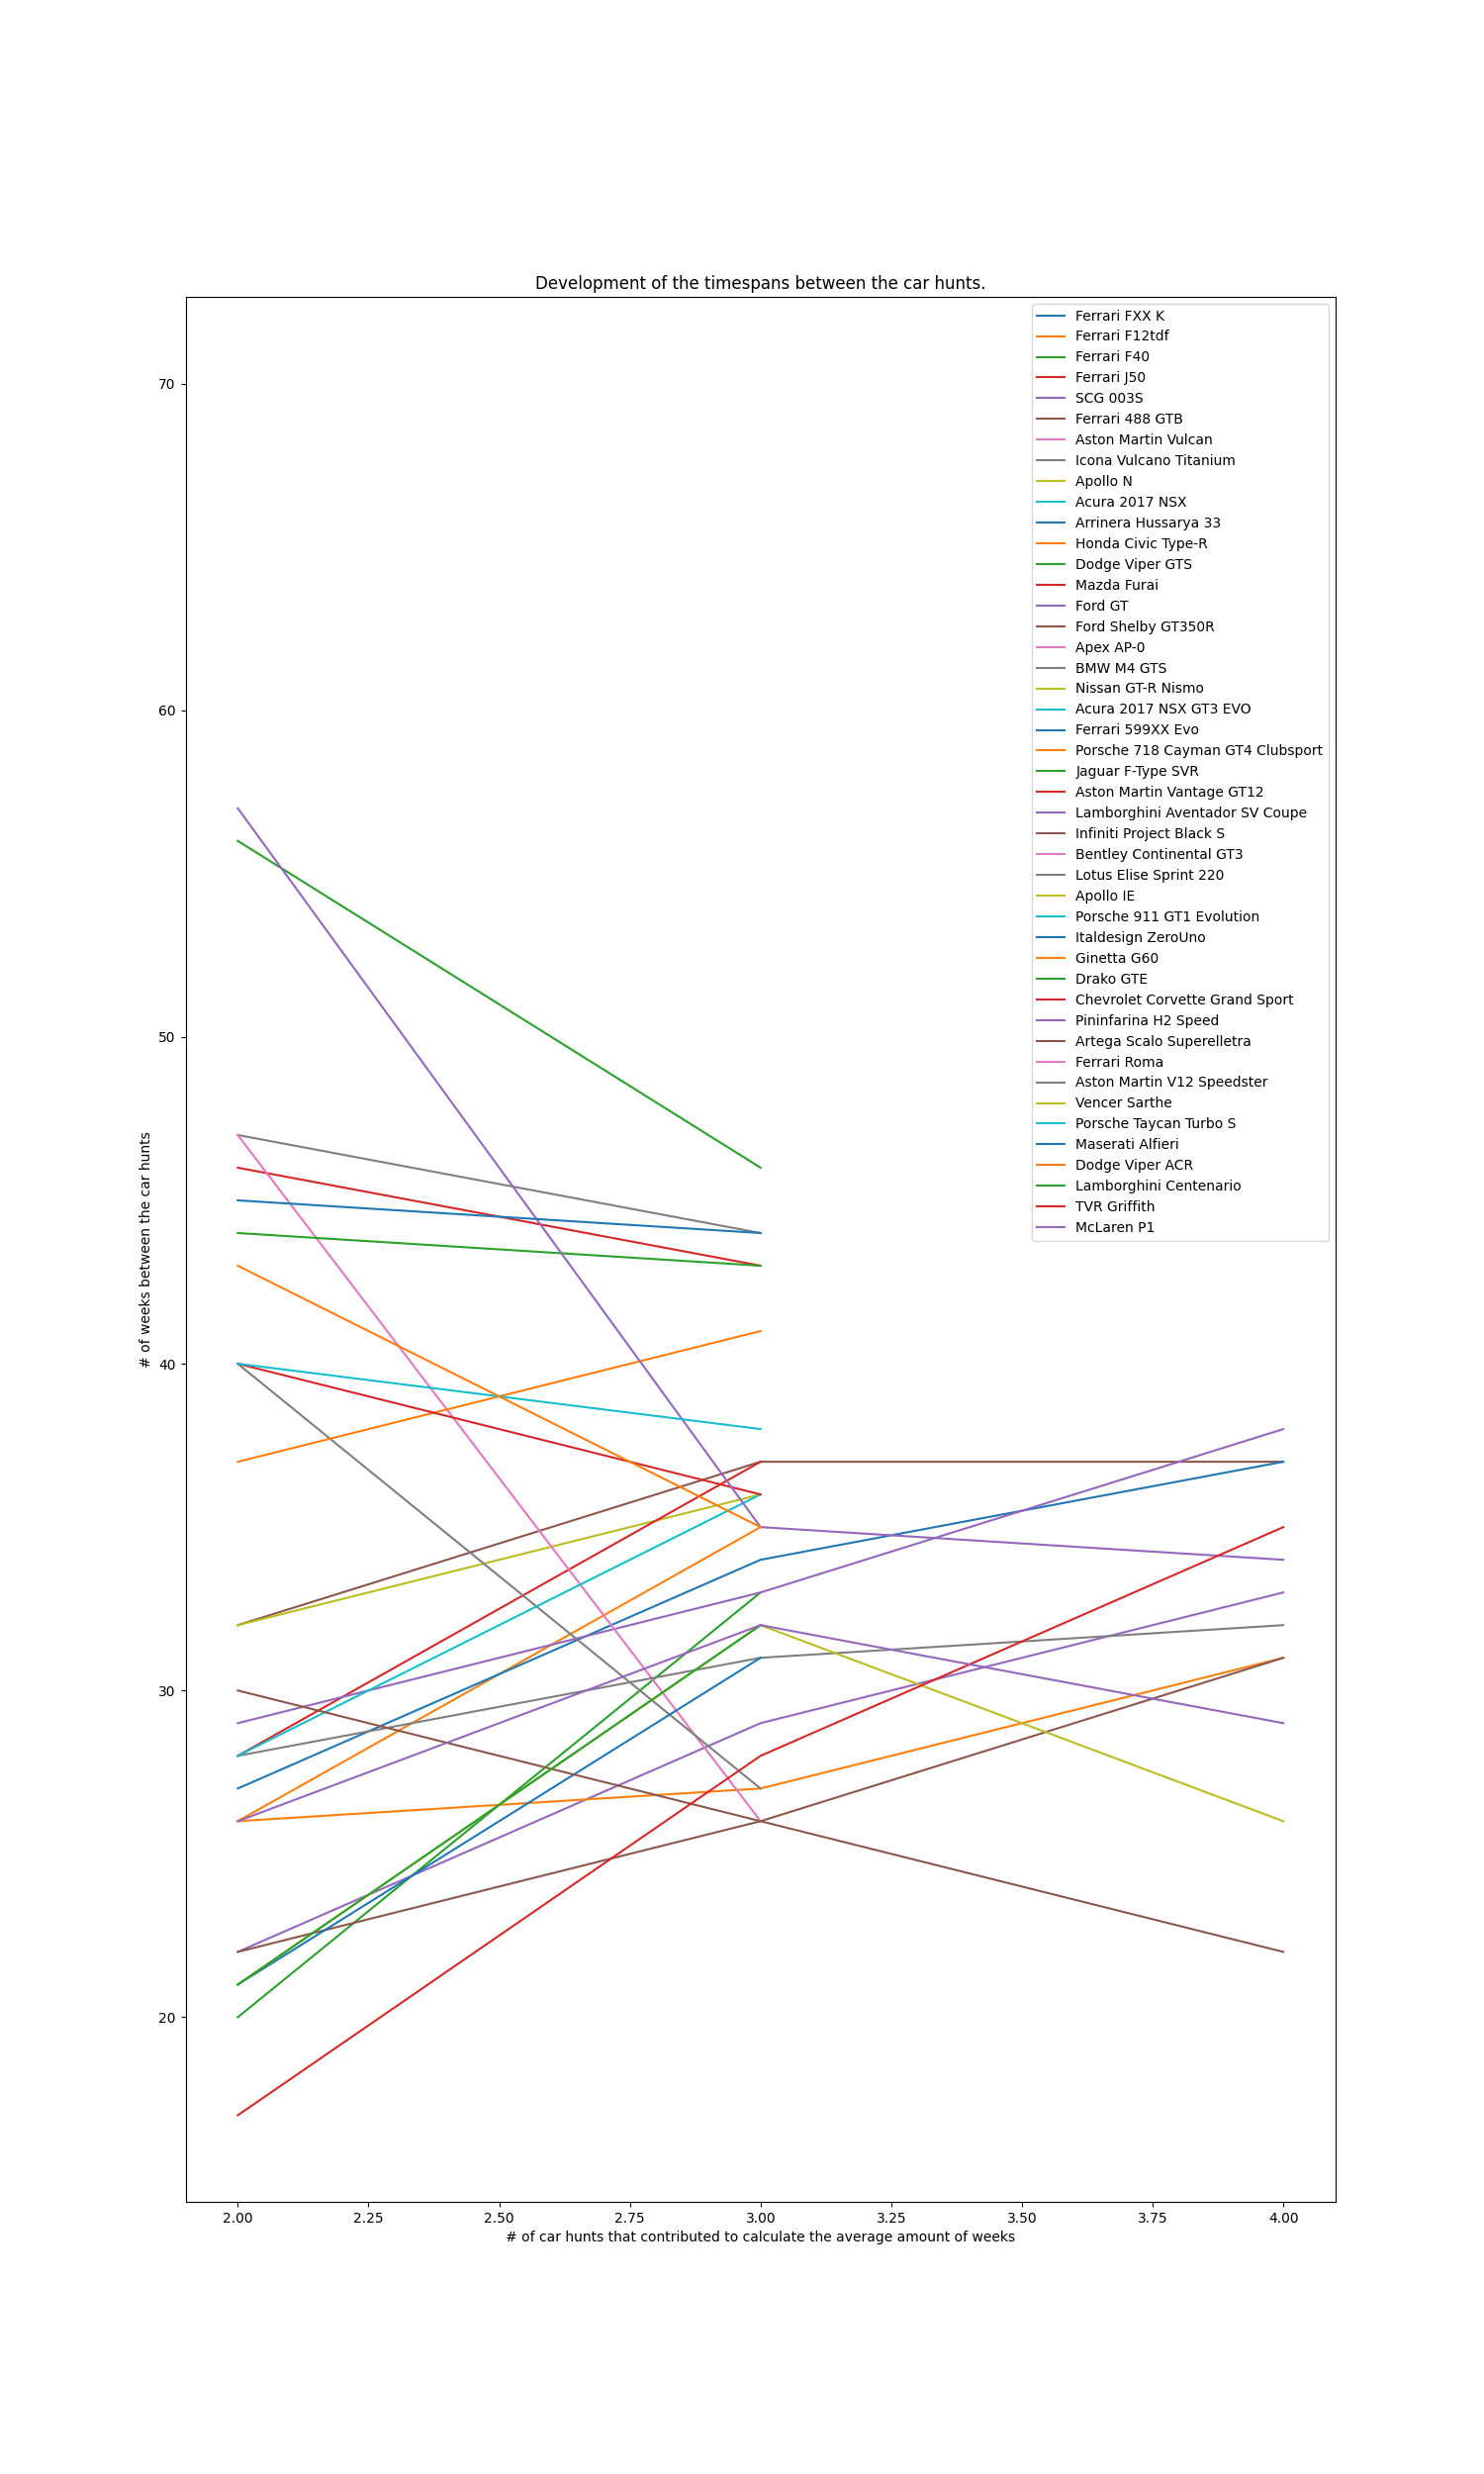 Development of the timespans between the car hunts.
Ferrari FXX K
Ferrari F12tdf
Ferrari F40
Ferrari J50
SCG 003S
Ferrari 488 GTB
Aston Martin Vulcan
Icona Vulcano Titanium
Apollo N
Acura 2017 NSX
Arrinera Hussarya 33
Honda Civic Type-R
Dodge Viper GTS
Mazda Furai
Ford GT
Ford Shelby GT350R
Apex AP-0
BMW M4 GTS
Nissan GT-R Nismo
Acura 2017 NSX GT3 EVO
Ferrari 599XX Evo
Porsche 718 Cayman GT4 Clubsport
Jaguar F-Type SVR
Aston Martin Vantage GT12
Lamborghini Aventador SV Coupe
Infiniti Project Black S
Bentley Continental GT3
Lotus Elise Sprint 220
Apollo IE
Porsche 911 GT1 Evolution
Italdesign ZeroUno
Ginetta G60
Drako GTE
Chevrolet Corvette Grand Sport
Pininfarina H2 Speed
Artega Scalo Superelletra
Ferrari Roma
Aston Martin V12 Speedster
Vencer Sarthe
Porsche Taycan Turbo S
Maserati Alfieri
Dodge Viper ACR
Lamborghini Centenario
TVR Griffith
McLaren P1
# of weeks between the car hunts
70
60
50
40
30
20
2.00 2.25 2.50 2.75 3.00 3.25 3.50 3.75 4.00
# of car hunts that contributed to calculate the average amount of weeks